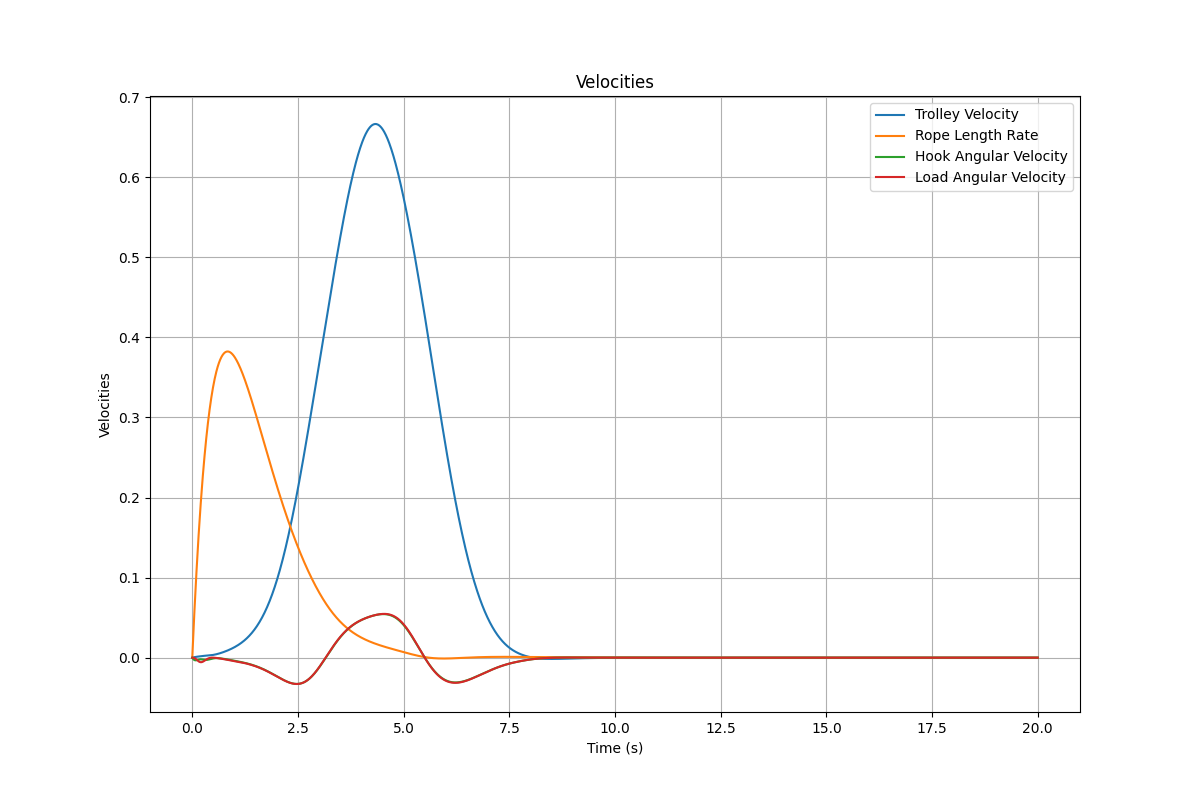 Velocities
Trolley Velocity
Rope Length Rate
Hook Angular Velocity
Load Angular Velocity
0.7
0.6
0.5
0.4
0.3
0.2
0.1
0.0
Velocities
0.0 2.5 5.0 7.5 10.0 12.5 15.0 17.5 20.0
Time (s)